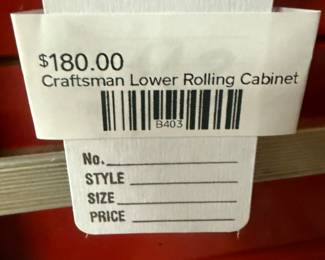 $180.00
Craftsman Lower Rolling Cabinet
B403
No.
STYLE
SIZE
PRICE